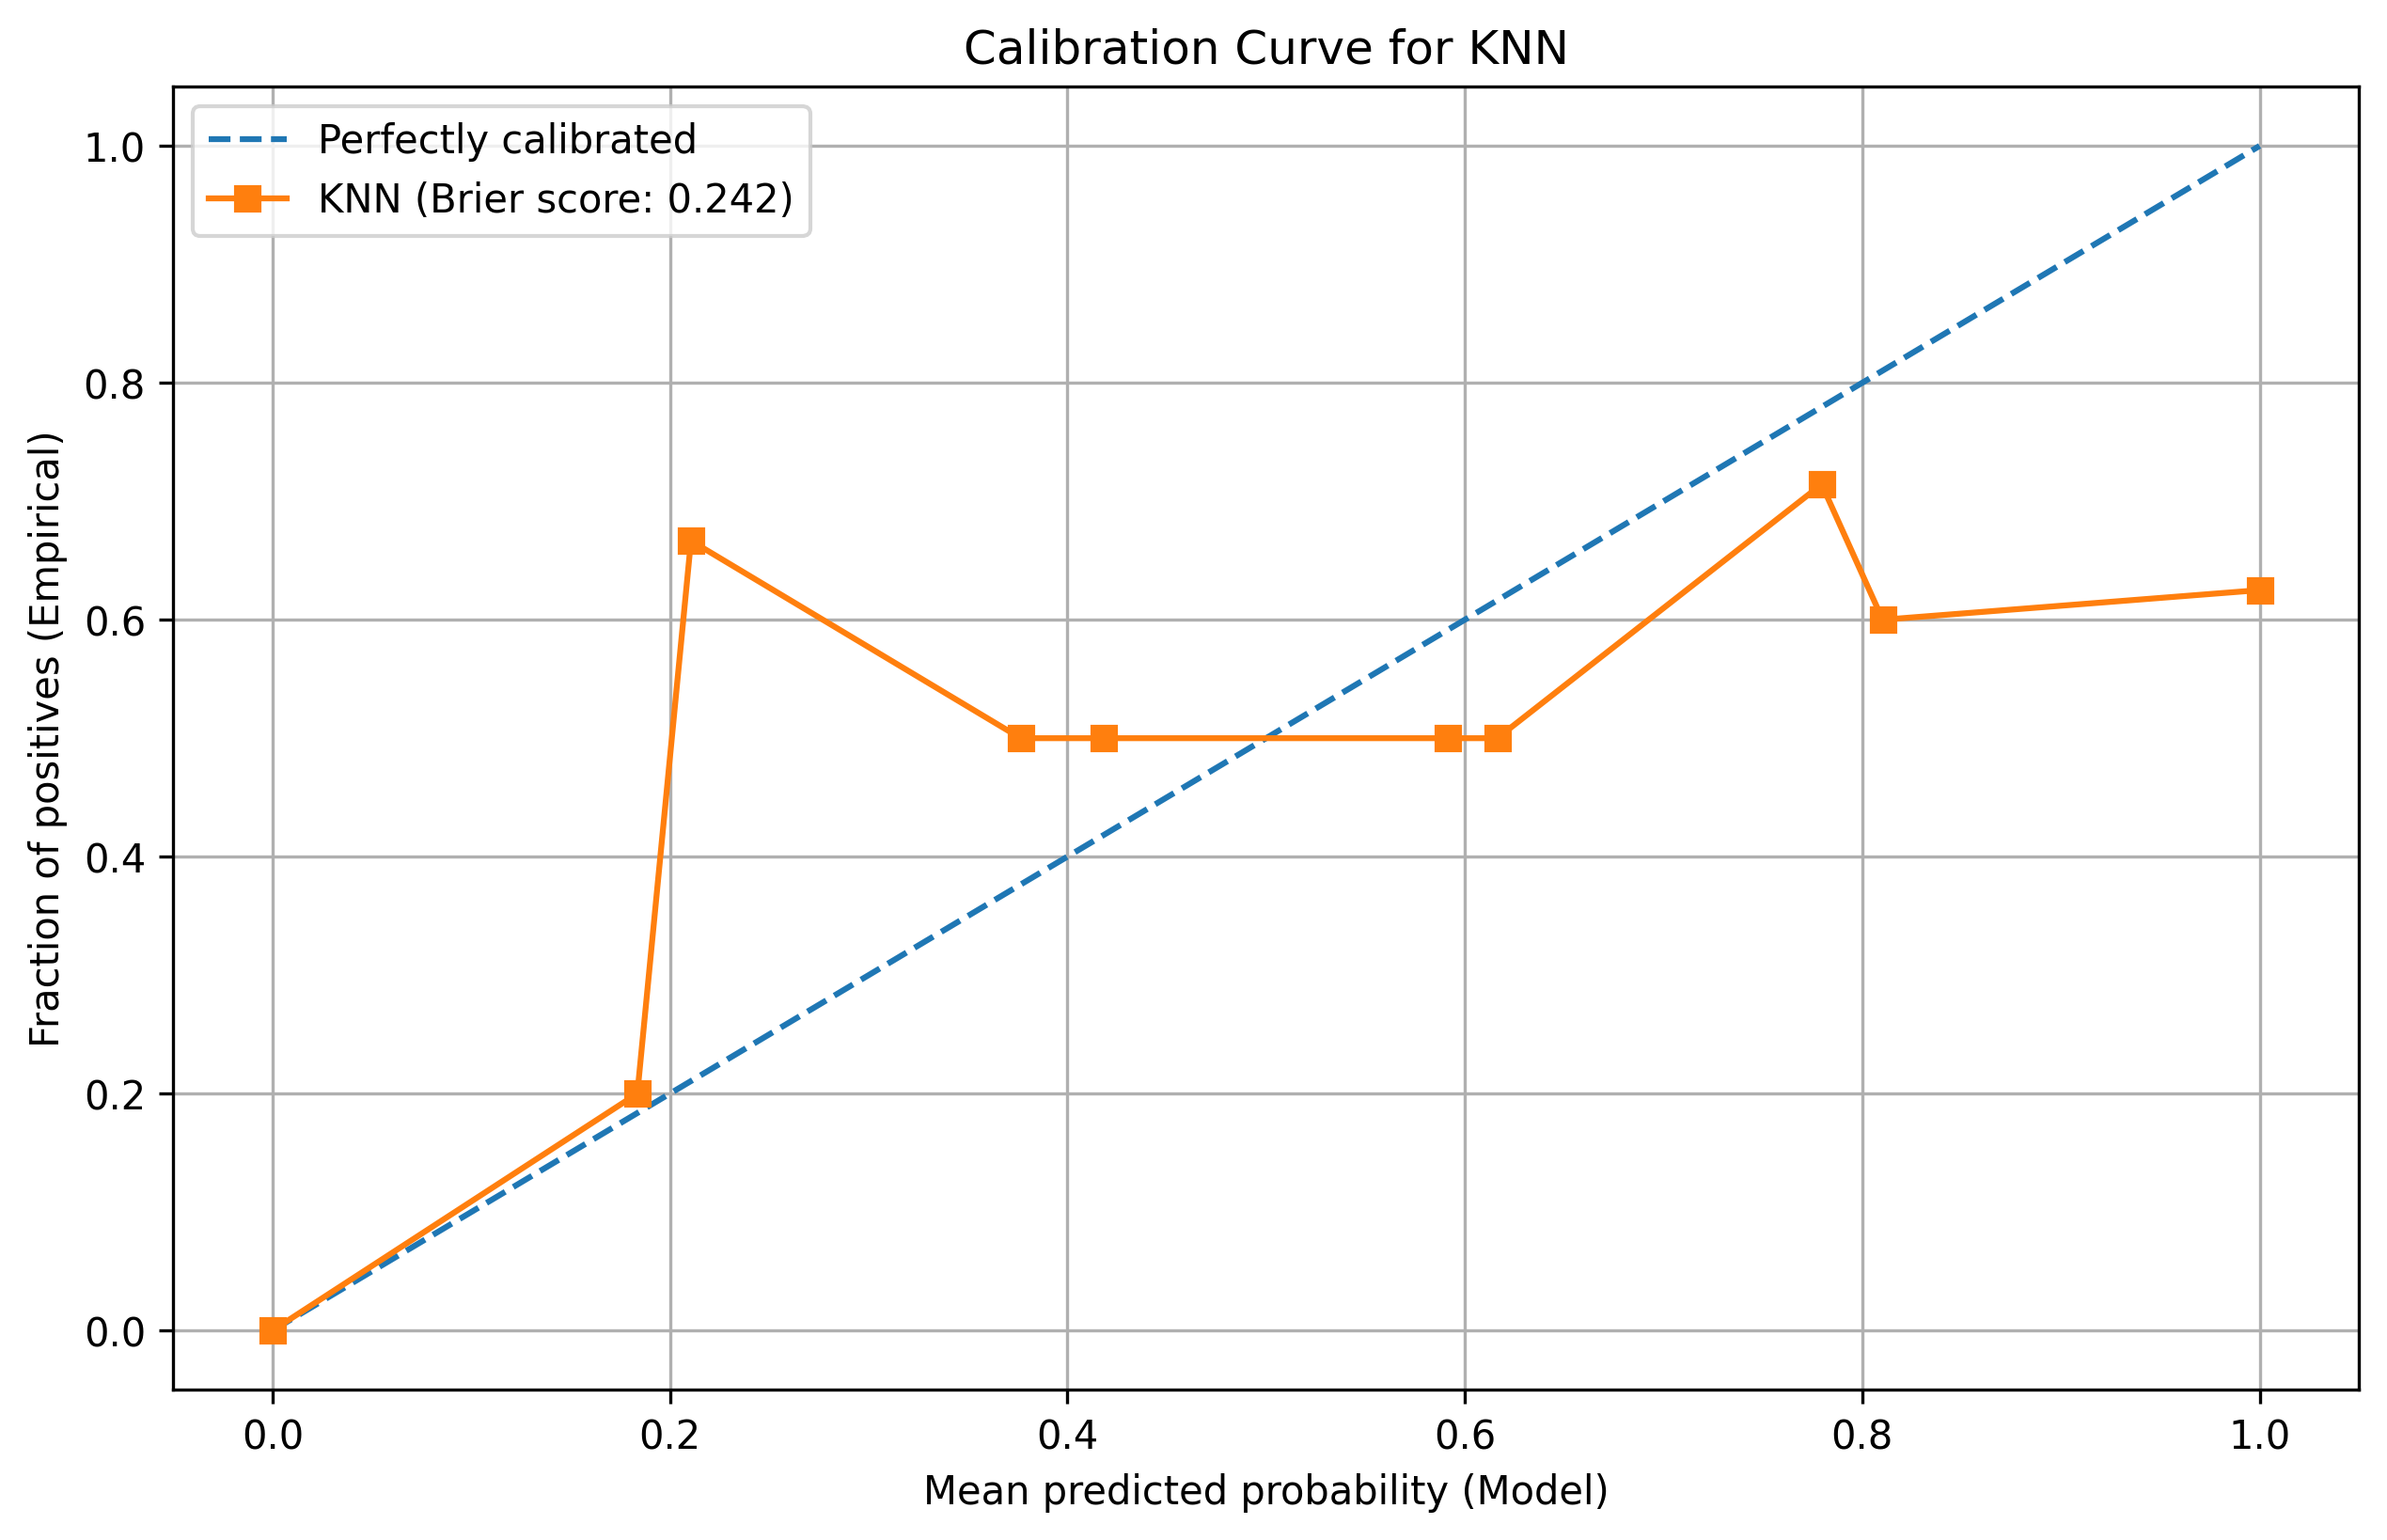 Calibration Curve for KNN
Perfectly calibrated
KNN (Brier score: 0.242)
Fraction of positives (Empirical)
1.0
0.8
0.6
0.4
0.2
0.0
0.0 0.2 0.4 0.6 0.8 1.0
Mean predicted probability (Model)